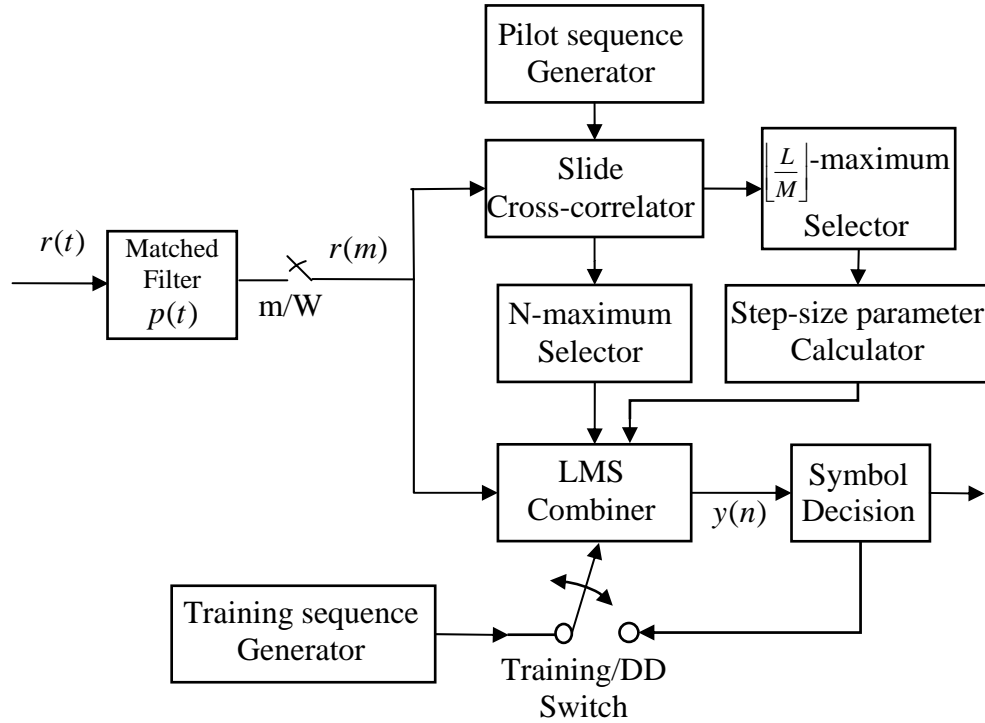 Pilot sequence
Generator
Slide
Cross-correlator
⌊L/M⌋-maximum
Selector
r(t)
Matched
Filter
p(t)
m/W
r(m)
N-maximum
Selector
Step-size parameter
Calculator
LMS
Combiner
y(n)
Symbol
Decision
Training sequence
Generator
Training/DD
Switch